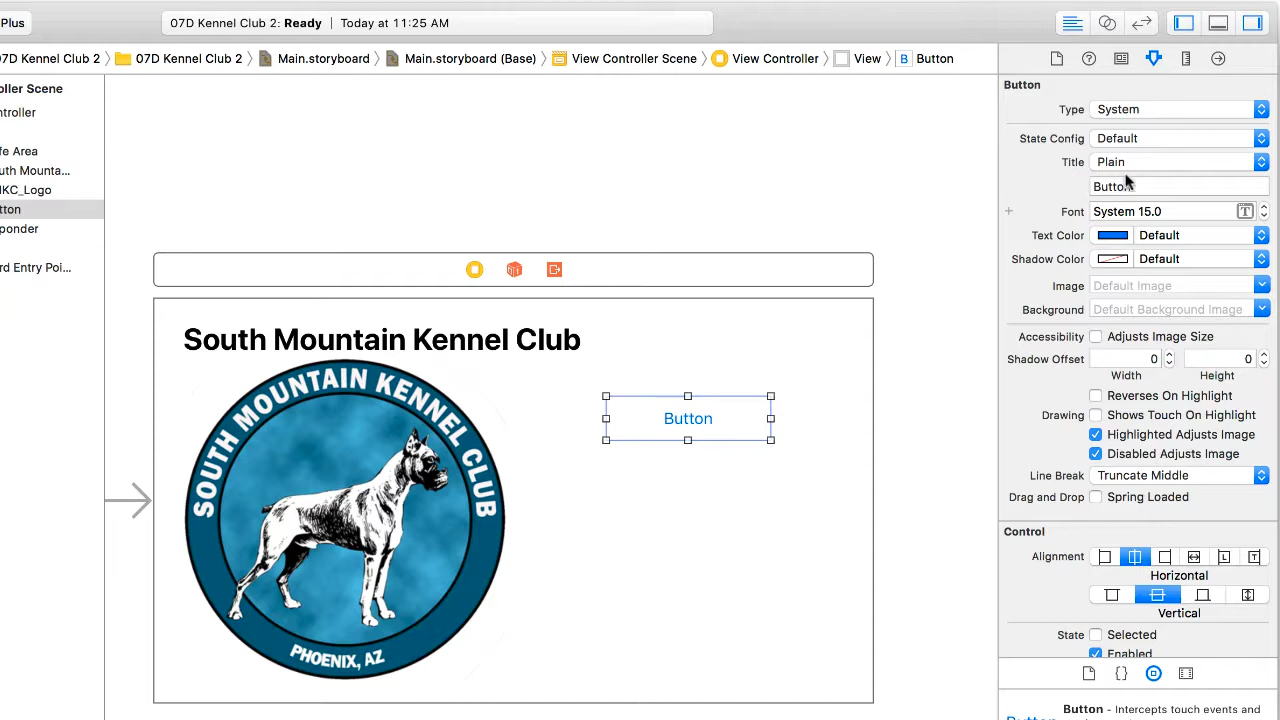 Plus
07D Kennel Club 2: Ready | Today at 11:25 AM
07D Kennel Club 2 〉 07D Kennel Club 2 〉 Main.storyboard 〉 Main.storyboard (Base) 〉 View Controller Scene 〉 View Controller 〉 View 〉 B Button
oller Scene
ntroller
fe Area
uth Mounta...
KC_Logo
tton
ponder
rd Entry Poi...
South Mountain Kennel Club
SOUTH MOUNTAIN KENNEL CLUB
PHOENIX, AZ
Button
Button
Type System
State Config Default
Title Plain
Button
+ Font System 15.0 T
Text Color Default
Shadow Color Default
Image Default Image
Background Default Background Image
Accessibility Adjusts Image Size
Shadow Offset 0 0
Width Height
Reverses On Highlight
Drawing Shows Touch On Highlight
Highlighted Adjusts Image
Disabled Adjusts Image
Line Break Truncate Middle
Drag and Drop Spring Loaded
Control
Alignment L T
Horizontal
Vertical
State Selected
Enabled
{}
Button - Intercepts touch events and